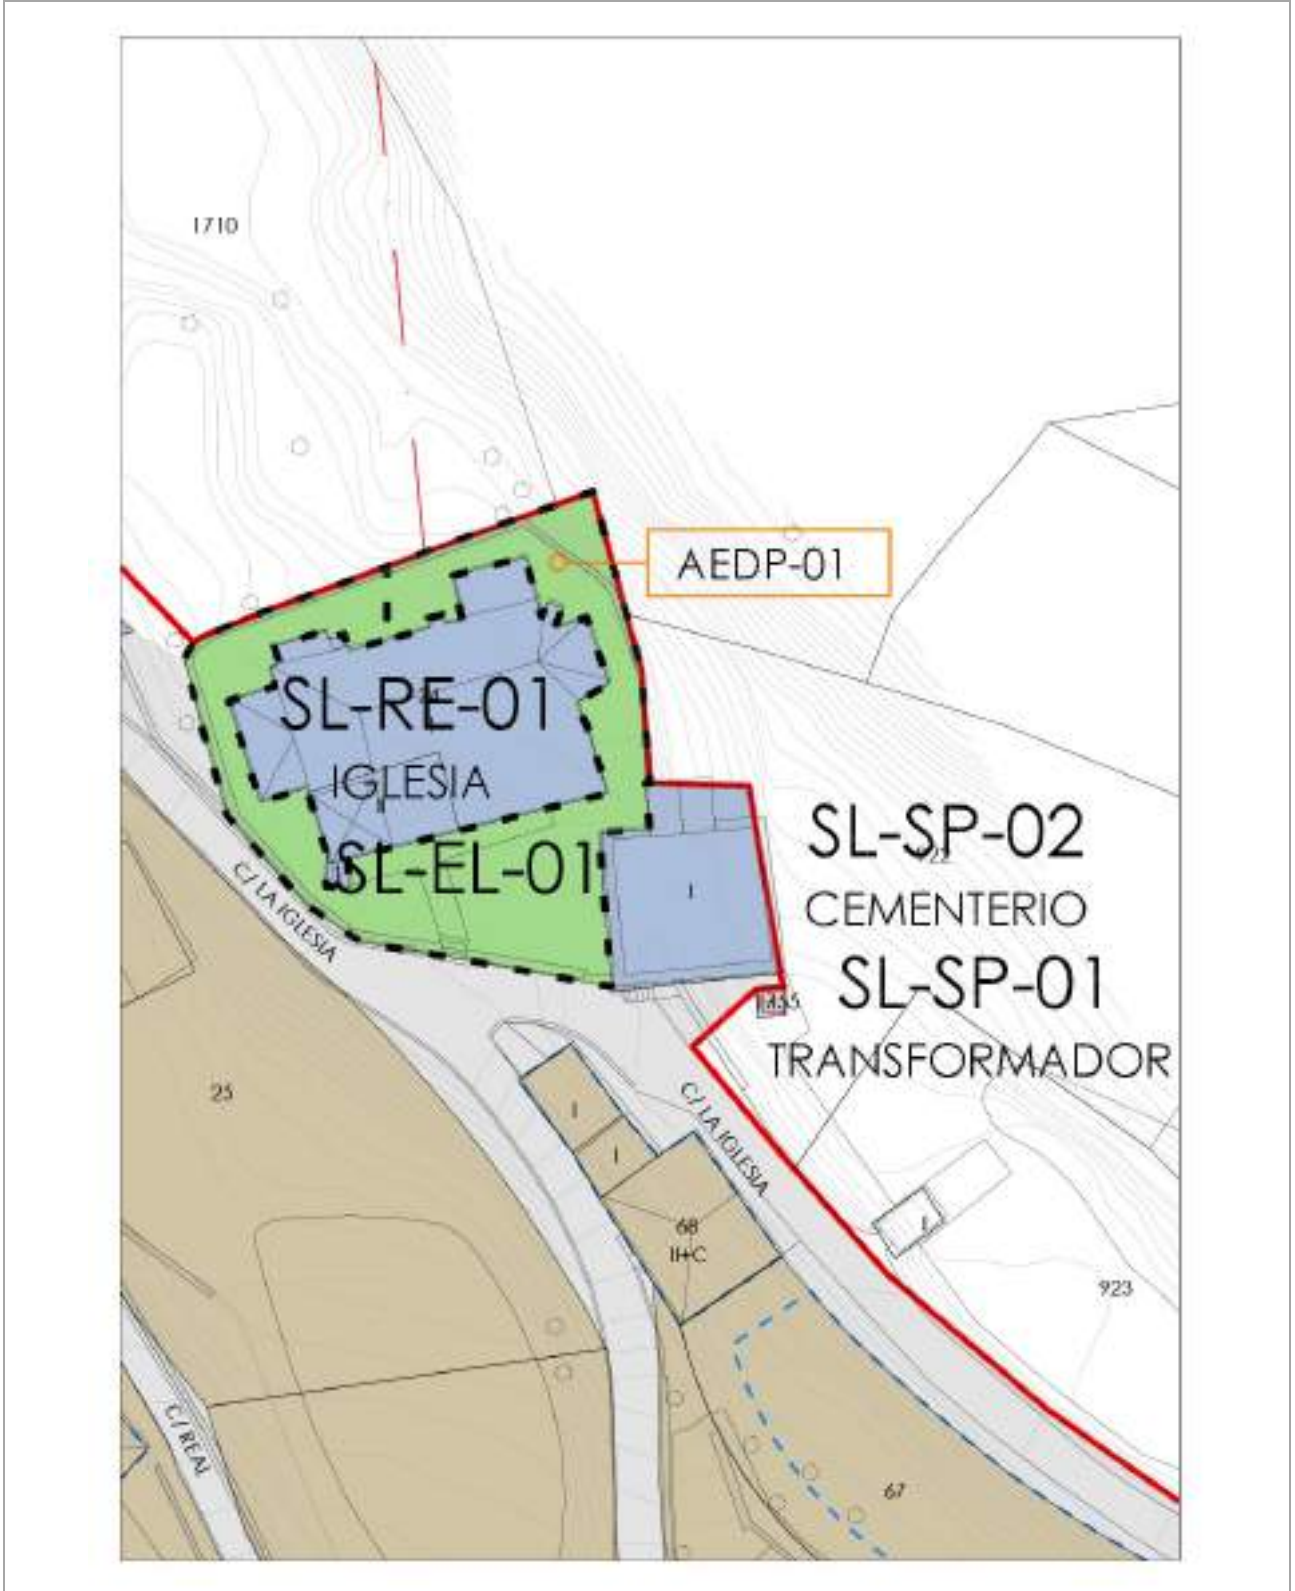 1710
AEDP-01
SL-RE-01
IGLESIA
SL-EL-01
SL-SP-02
CEMENTERIO
SL-SP-01
TRANSFORMADOR
C/ LA IGLESIA
I
25
C/ LA IGLESIA
I
I
68
II+C
923
C/ REAL
67